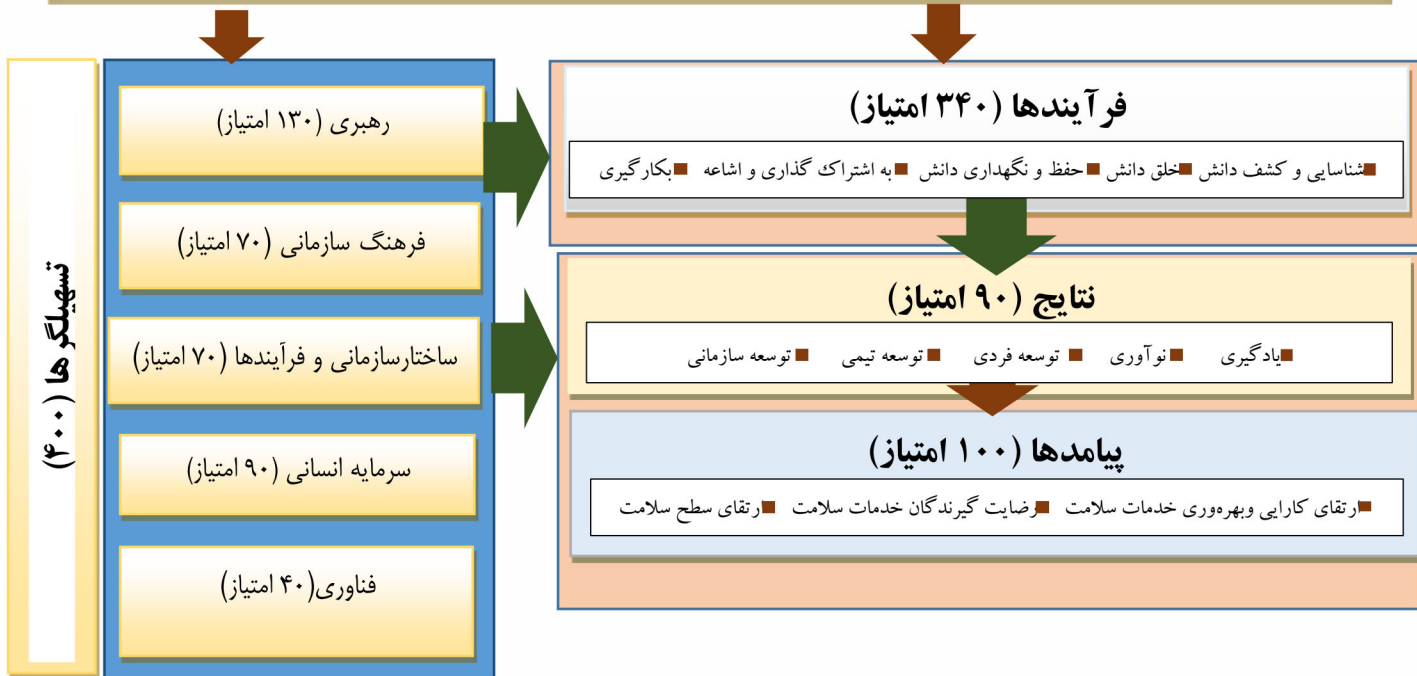 فرآیندها (۳۴۰ امتیاز)
■شناسایی و کشف دانش ■خلق دانش ■حفظ و نگهداری دانش ■به اشتراک گذاری و اشاعه ■بکارگیری
نتایج (۹۰ امتیاز)
■یادگیری ■نوآوری ■توسعه فردی ■توسعه تیمی ■توسعه سازمانی
پیامدها (۱۰۰ امتیاز)
■ارتقای کارایی وبهره‌وری خدمات سلامت ■رضایت گیرندگان خدمات سلامت ■ارتقای سطح سلامت
رهبری (۱۳۰ امتیاز)
فرهنگ سازمانی (۷۰ امتیاز)
ساختارسازمانی و فرآیندها (۷۰ امتیاز)
سرمایه انسانی (۹۰ امتیاز)
فناوری(۴۰ امتیاز)
تسهیلگرها (۴۰۰)